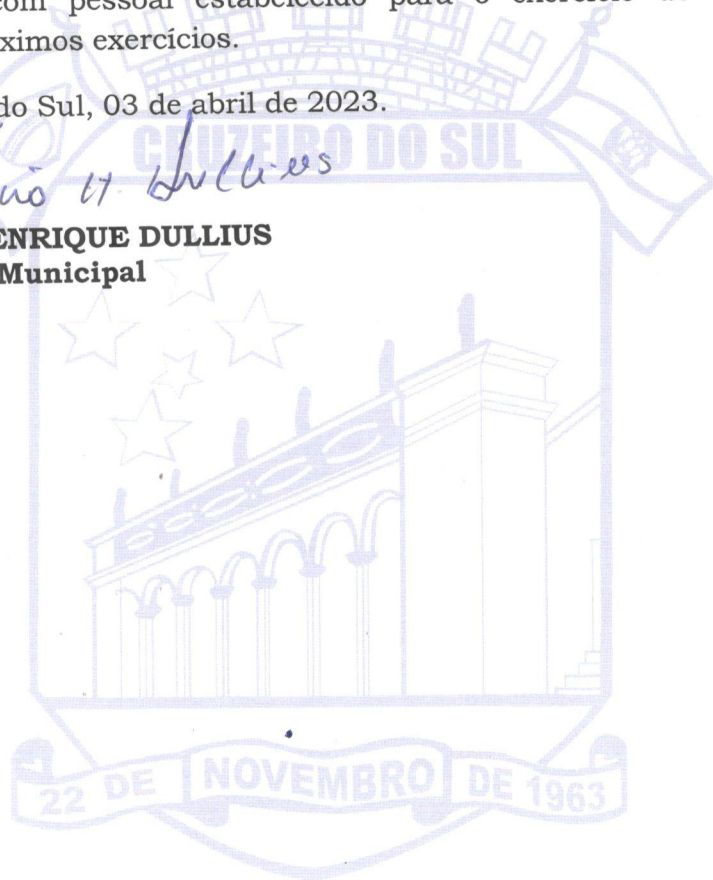 com pessoal estabelecido para o exercício
ximos exercícios.
do Sul, 03 de abril de 2023.
CRUZEIRO DO SUL
H Dullius
ENRIQUE DULLIUS
Municipal
22 DE NOVEMBRO DE 1963